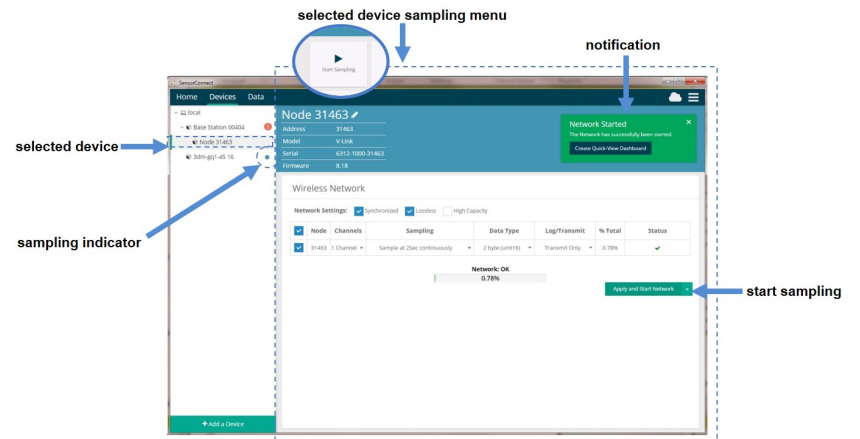 selected device sampling menu
notification
Start Sampling
SensorConnect
Home Devices Data
local
Base Station 00404
Node 31463
3dm-gq1-45 16
selected device
sampling indicator
Node 31463
Address 31463
Model V-Link
Serial 6312-1000-31463
Firmware 8.18
Network Started
The Network has successfully been started.
Create Quick-View Dashboard
Wireless Network
Network Settings: Synchronized Lossless High Capacity
Node Channels Sampling Data Type Log/Transmit % Total Status
31463 1 Channel Sample at 2Sec continuously 2 byte (uint16) Transmit Only 0.78%
Network: OK
0.78%
Apply and Start Network
start sampling
+ Add a Device